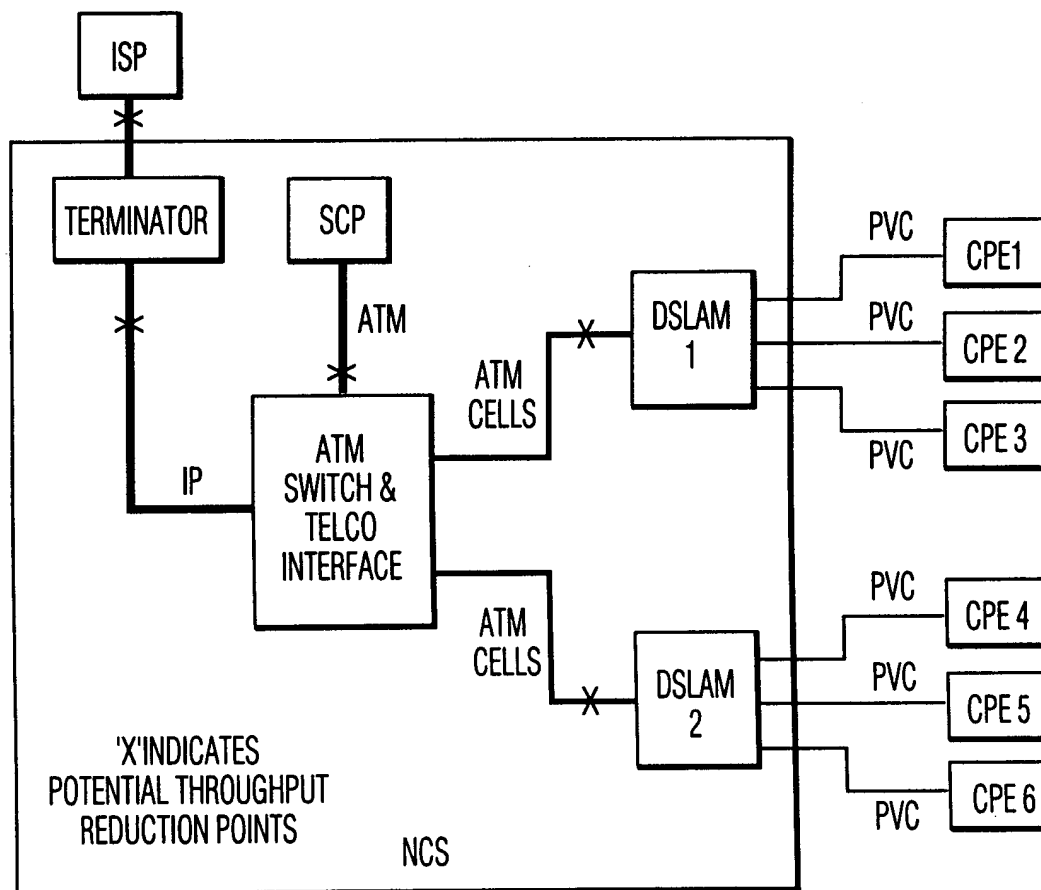 ISP
TERMINATOR
SCP
PVC
CPE1
DSLAM
1
PVC
CPE 2
ATM
ATM
CELLS
PVC
CPE 3
ATM
SWITCH &
TELCO
INTERFACE
IP
ATM
CELLS
PVC
CPE 4
DSLAM
2
PVC
CPE 5
PVC
CPE 6
'X'INDICATES
POTENTIAL THROUGHPUT
REDUCTION POINTS
NCS